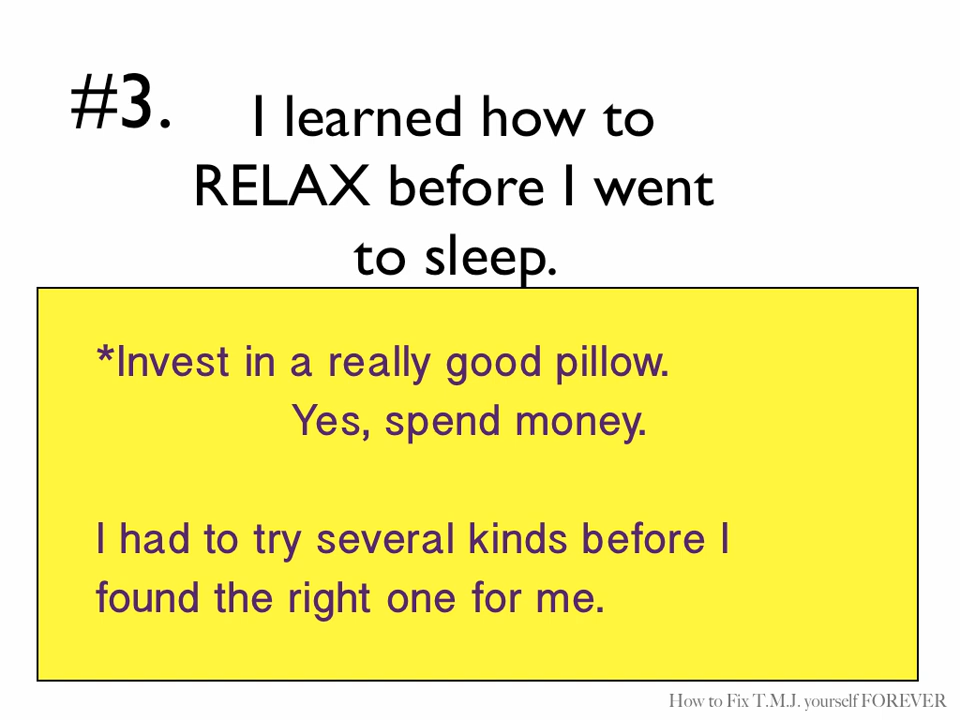 #3.
I learned how to
RELAX before I went
to sleep.
*Invest in a really good pillow.
Yes, spend money.
I had to try several kinds before I
found the right one for me.
How to Fix T.M.J. yourself FOREVER